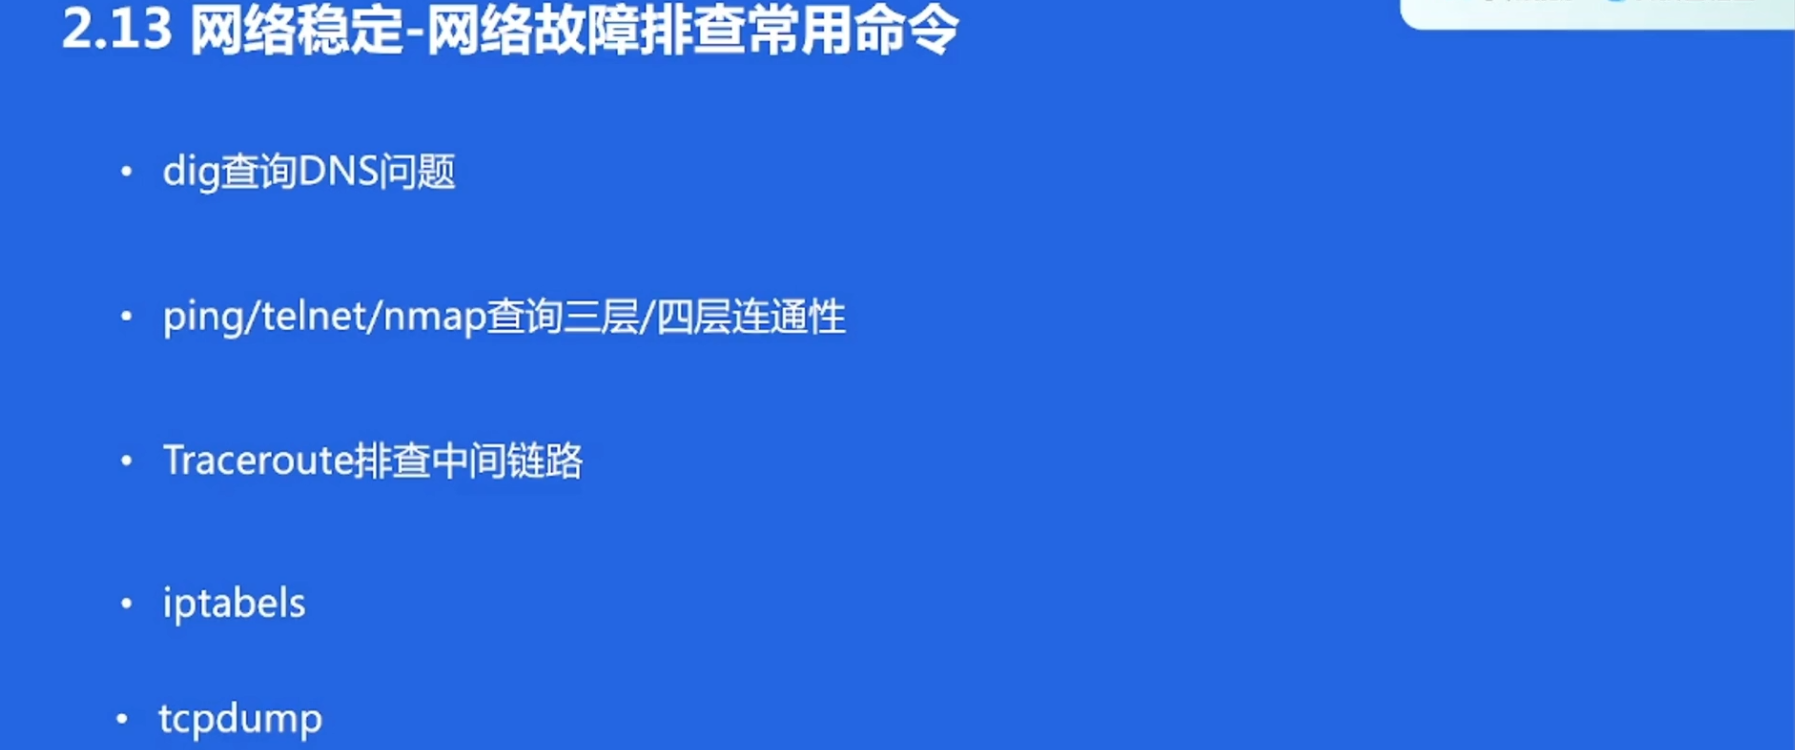 2.13 网络稳定-网络故障排查常用命令
• dig查询DNS问题
• ping/telnet/nmap查询三层/四层连通性
• Traceroute排查中间链路
• iptabels
• tcpdump